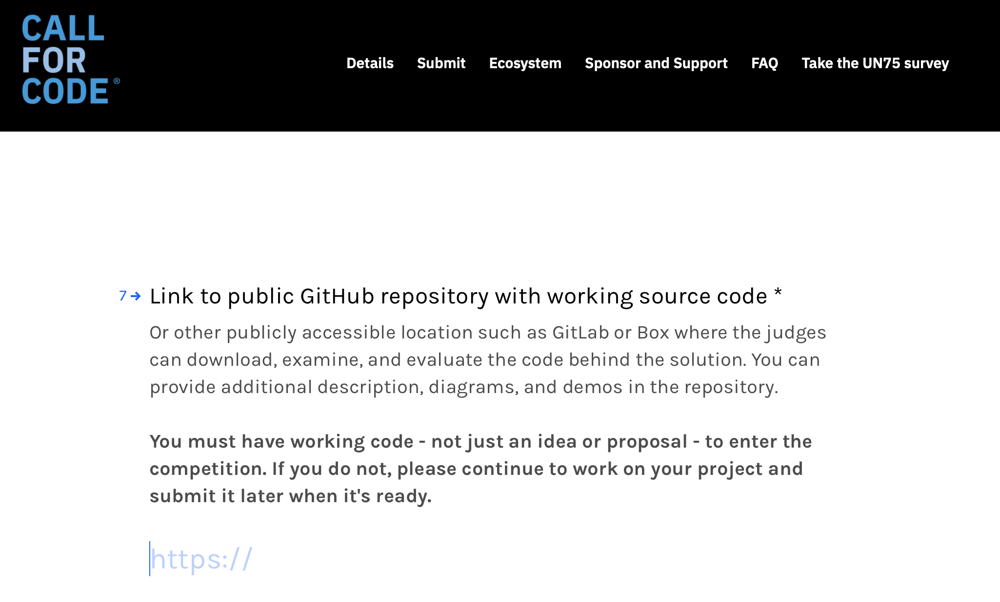 CALL
FOR
CODE®
Details Submit Ecosystem Sponsor and Support FAQ Take the UN75 survey
7 → Link to public GitHub repository with working source code *
Or other publicly accessible location such as GitLab or Box where the judges
can download, examine, and evaluate the code behind the solution. You can
provide additional description, diagrams, and demos in the repository.
You must have working code - not just an idea or proposal - to enter the
competition. If you do not, please continue to work on your project and
submit it later when it's ready.
https://